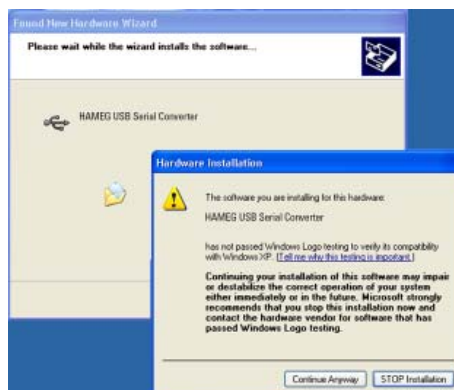 Found New Hardware Wizard
Please wait while the wizard installs the software...
HAMEG USB Serial Converter
Hardware Installation
The software you are installing for this hardware:
HAMEG USB Serial Converter
has not passed Windows Logo testing to verify its compatibility
with Windows XP. (Tell me why this testing is important.)
Continuing your installation of this software may impair
or destabilize the correct operation of your system
either immediately or in the future. Microsoft strongly
recommends that you stop this installation now and
contact the hardware vendor for software that has
passed Windows Logo testing.
Continue Anyway
STOP Installation